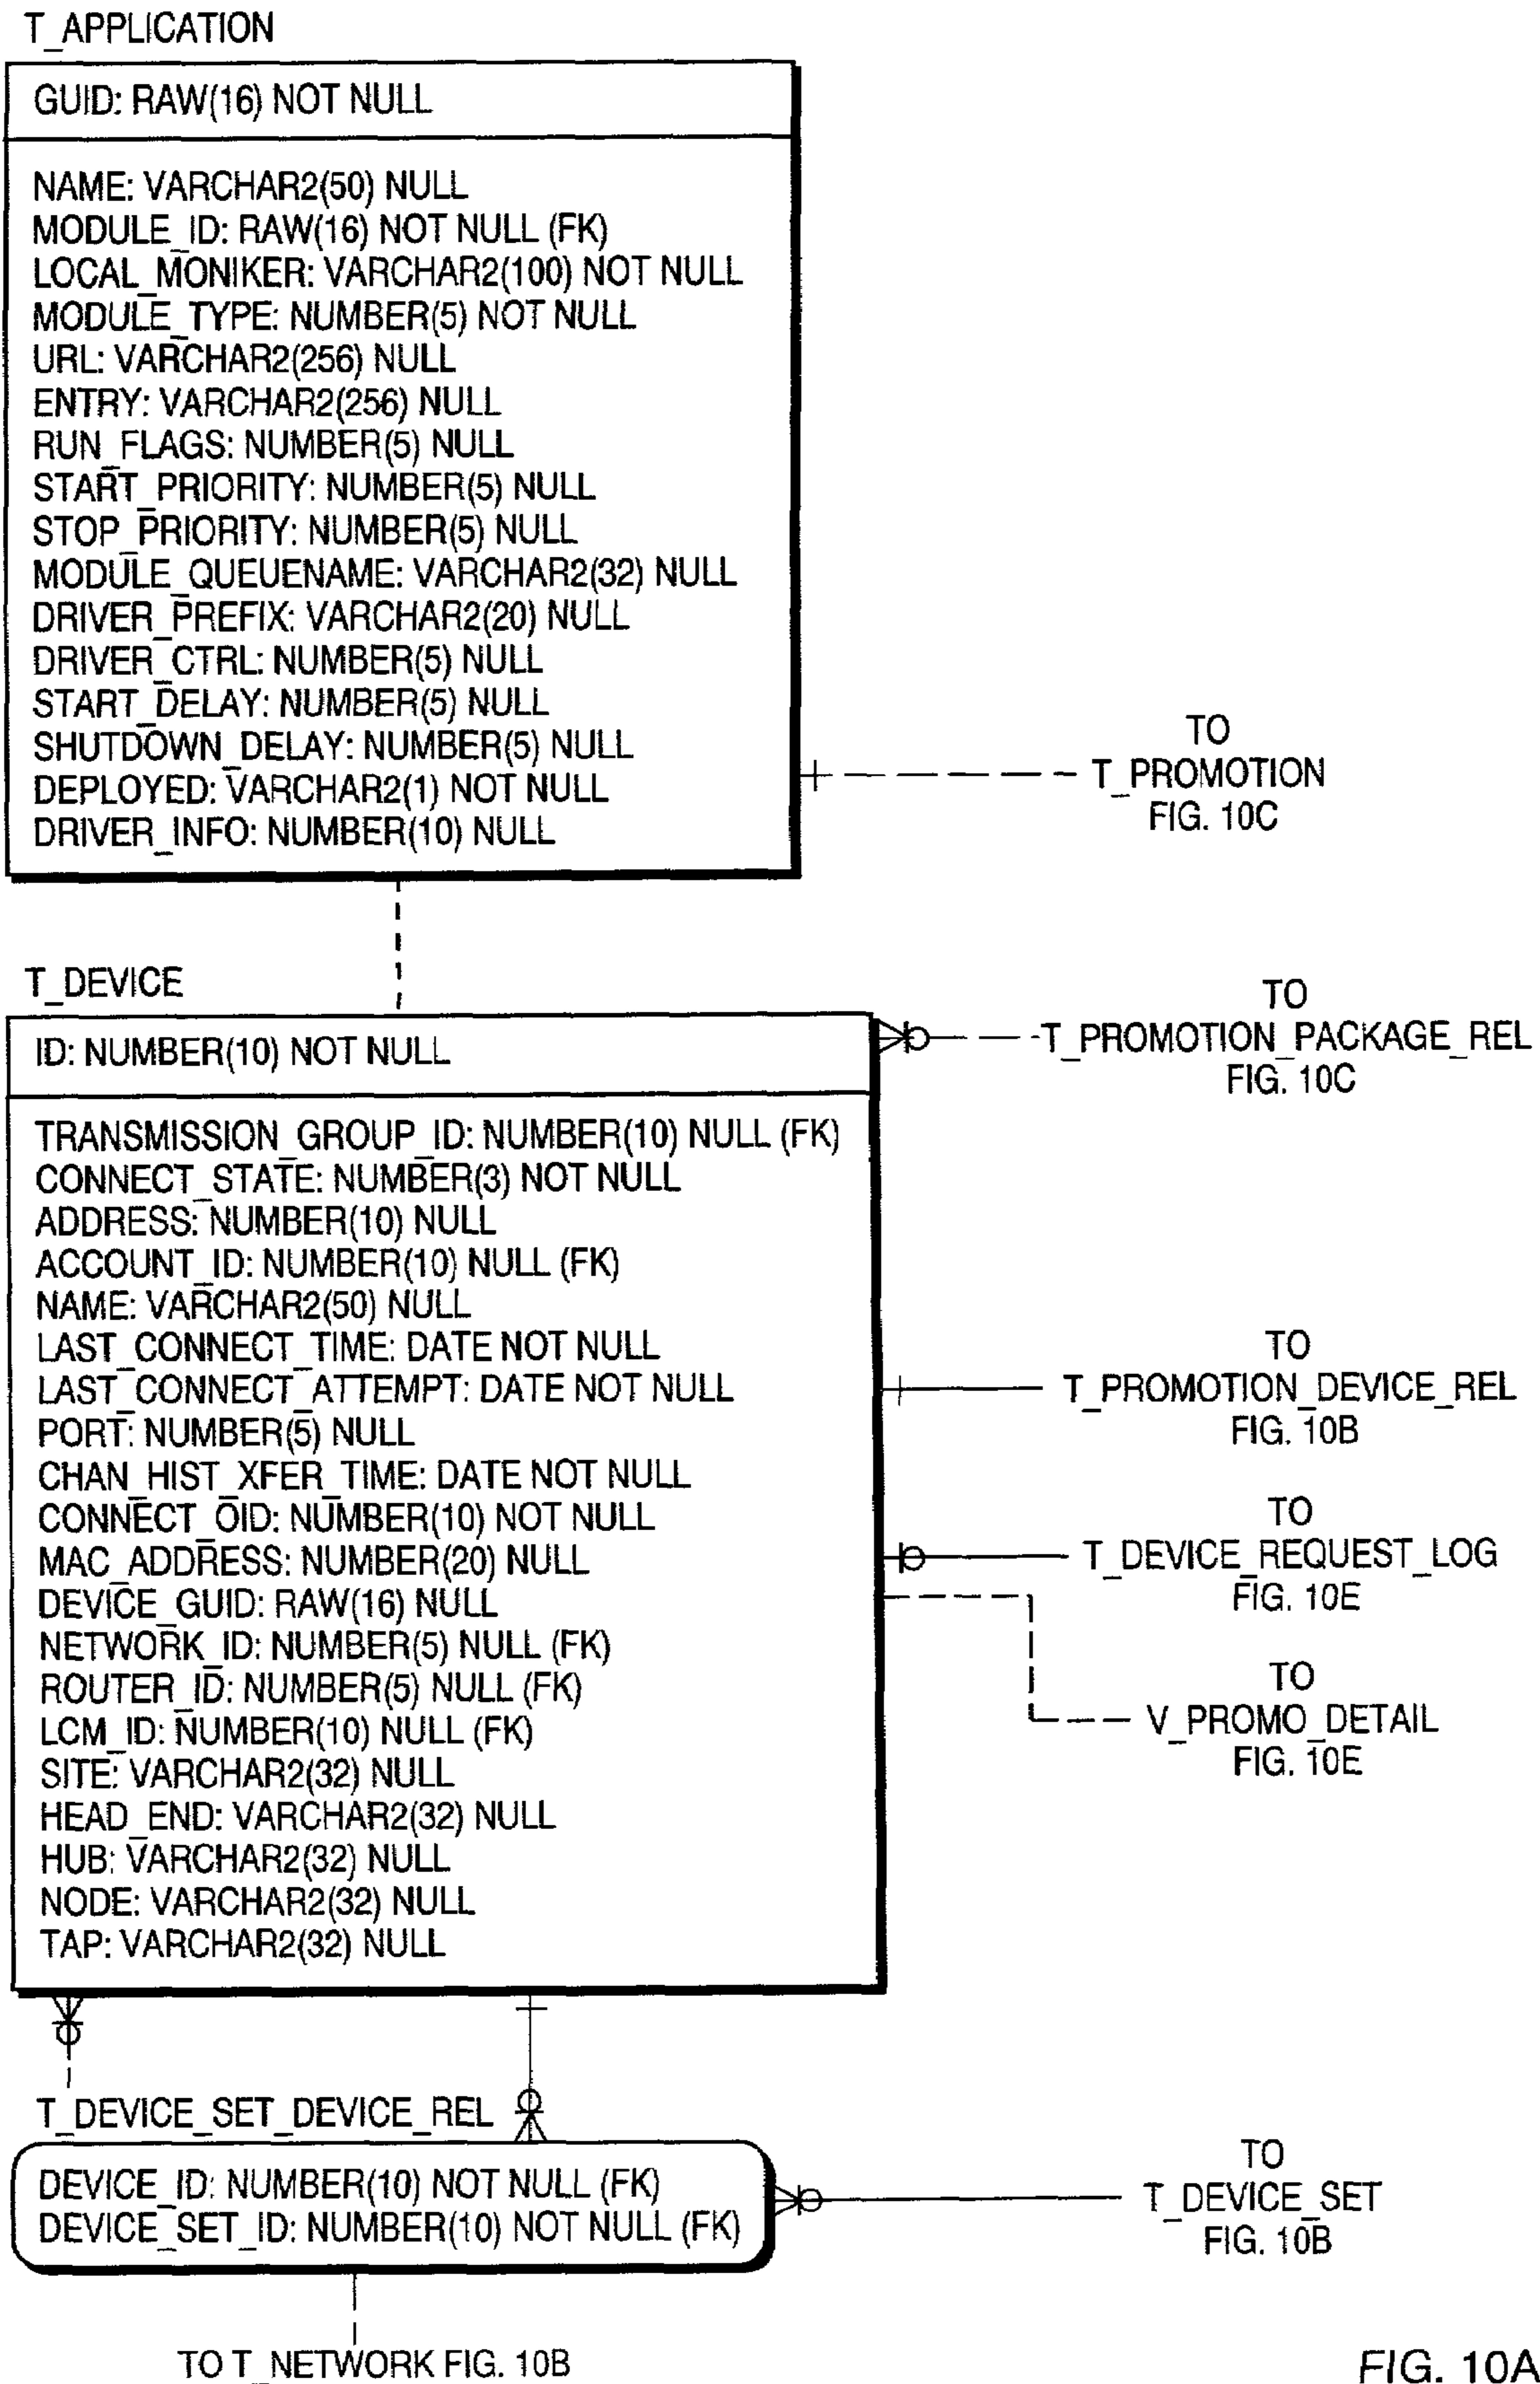 T_APPLICATION
GUID: RAW(16) NOT NULL
NAME: VARCHAR2(50) NULL
MODULE_ID: RAW(16) NOT NULL (FK)
LOCAL_MONIKER: VARCHAR2(100) NOT NULL
MODULE_TYPE: NUMBER(5) NOT NULL
URL: VARCHAR2(256) NULL
ENTRY: VARCHAR2(256) NULL
RUN_FLAGS: NUMBER(5) NULL
START_PRIORITY: NUMBER(5) NULL
STOP_PRIORITY: NUMBER(5) NULL
MODULE_QUEUENAME: VARCHAR2(32) NULL
DRIVER_PREFIX: VARCHAR2(20) NULL
DRIVER_CTRL: NUMBER(5) NULL
START_DELAY: NUMBER(5) NULL
SHUTDOWN_DELAY: NUMBER(5) NULL
DEPLOYED: VARCHAR2(1) NOT NULL
DRIVER_INFO: NUMBER(10) NULL
TO
T_PROMOTION
FIG. 10C
T_DEVICE
ID: NUMBER(10) NOT NULL
TRANSMISSION_GROUP_ID: NUMBER(10) NULL (FK)
CONNECT_STATE: NUMBER(3) NOT NULL
ADDRESS: NUMBER(10) NULL
ACCOUNT_ID: NUMBER(10) NULL (FK)
NAME: VARCHAR2(50) NULL
LAST_CONNECT_TIME: DATE NOT NULL
LAST_CONNECT_ATTEMPT: DATE NOT NULL
PORT: NUMBER(5) NULL
CHAN_HIST_XFER_TIME: DATE NOT NULL
CONNECT_OID: NUMBER(10) NOT NULL
MAC_ADDRESS: NUMBER(20) NULL
DEVICE_GUID: RAW(16) NULL
NETWORK_ID: NUMBER(5) NULL (FK)
ROUTER_ID: NUMBER(5) NULL (FK)
LCM_ID: NUMBER(10) NULL (FK)
SITE: VARCHAR2(32) NULL
HEAD_END: VARCHAR2(32) NULL
HUB: VARCHAR2(32) NULL
NODE: VARCHAR2(32) NULL
TAP: VARCHAR2(32) NULL
TO
T_PROMOTION_PACKAGE_REL
FIG. 10C
TO
T_PROMOTION_DEVICE_REL
FIG. 10B
TO
T_DEVICE_REQUEST_LOG
FIG. 10E
TO
V_PROMO_DETAIL
FIG. 10E
T_DEVICE_SET_DEVICE_REL
DEVICE_ID: NUMBER(10) NOT NULL (FK)
DEVICE_SET_ID: NUMBER(10) NOT NULL (FK)
TO
T_DEVICE_SET
FIG. 10B
TO T_NETWORK FIG. 10B
FIG. 10A